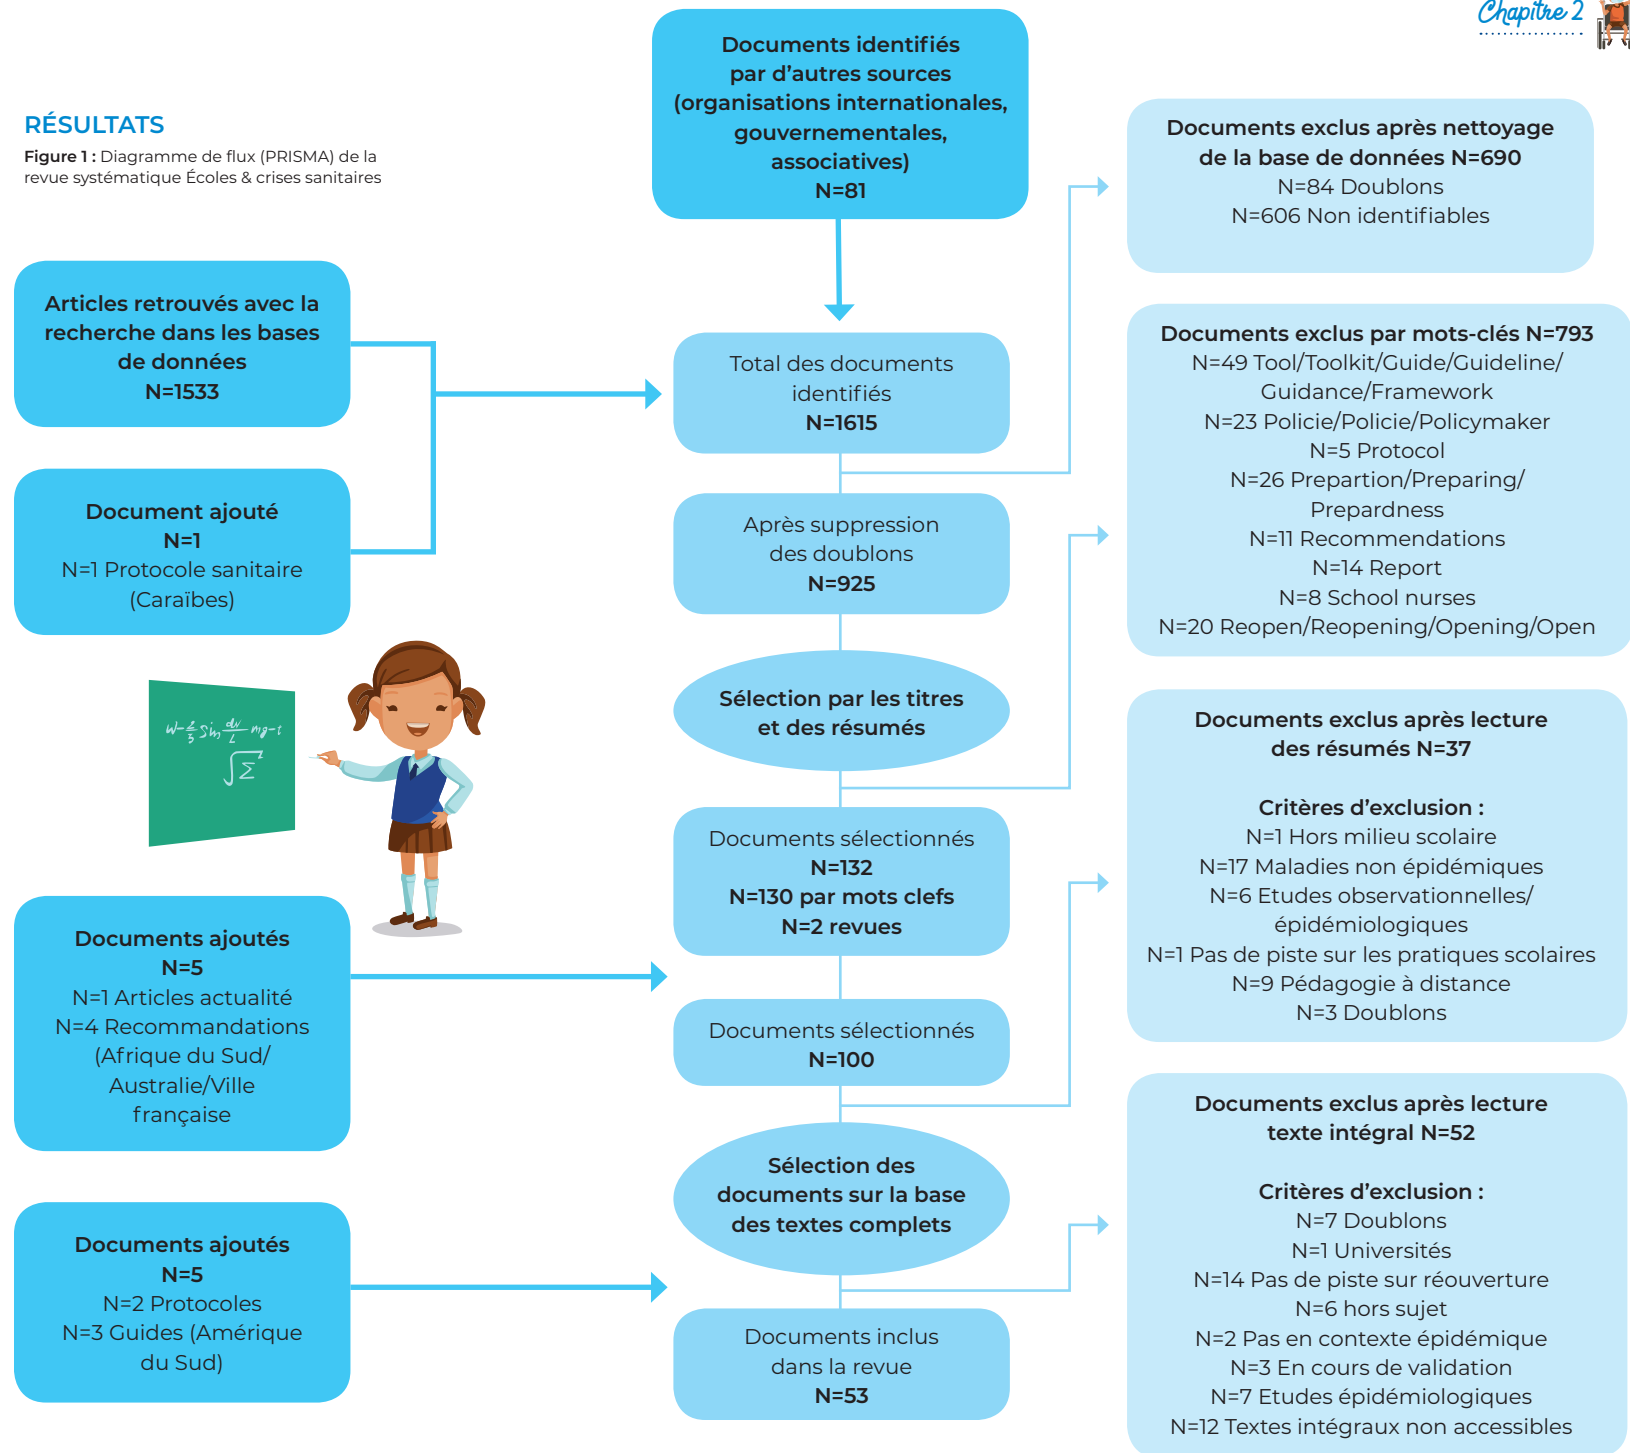 Chapitre 2
RÉSULTATS
Figure 1 : Diagramme de flux (PRISMA) de la
revue systématique Écoles & crises sanitaires
Documents identifiés
par d'autres sources
(organisations internationales,
gouvernementales,
associatives)
N=81
Articles retrouvés avec la
recherche dans les bases
de données
N=1533
Document ajouté
N=1
N=1 Protocole sanitaire
(Caraïbes)
Total des documents
identifiés
N=1615
Documents exclus après nettoyage
de la base de données N=690
N=84 Doublons
N=606 Non identifiables
Après suppression
des doublons
N=925
Sélection par les titres
et des résumés
Documents exclus par mots-clés N=793
N=49 Tool/Toolkit/Guide/Guideline/
Guidance/Framework
N=23 Policie/Policie/Policymaker
N=5 Protocol
N=26 Prepartion/Preparing/
Prepardness
N=11 Recommendations
N=14 Report
N=8 School nurses
N=20 Reopen/Reopening/Opening/Open
Documents sélectionnés
N=132
N=130 par mots clefs
N=2 revues
Documents ajoutés
N=5
N=1 Articles actualité
N=4 Recommandations
(Afrique du Sud/
Australie/Ville
française
Documents sélectionnés
N=100
Documents exclus après lecture
des résumés N=37
Critères d'exclusion :
N=1 Hors milieu scolaire
N=17 Maladies non épidémiques
N=6 Etudes observationnelles/
épidémiologiques
N=1 Pas de piste sur les pratiques scolaires
N=9 Pédagogie à distance
N=3 Doublons
Sélection des
documents sur la base
des textes complets
Documents ajoutés
N=5
N=2 Protocoles
N=3 Guides (Amérique
du Sud)
Documents inclus
dans la revue
N=53
Documents exclus après lecture
texte intégral N=52
Critères d'exclusion :
N=7 Doublons
N=1 Universités
N=14 Pas de piste sur réouverture
N=6 hors sujet
N=2 Pas en contexte épidémique
N=3 En cours de validation
N=7 Etudes épidémiologiques
N=12 Textes intégraux non accessibles